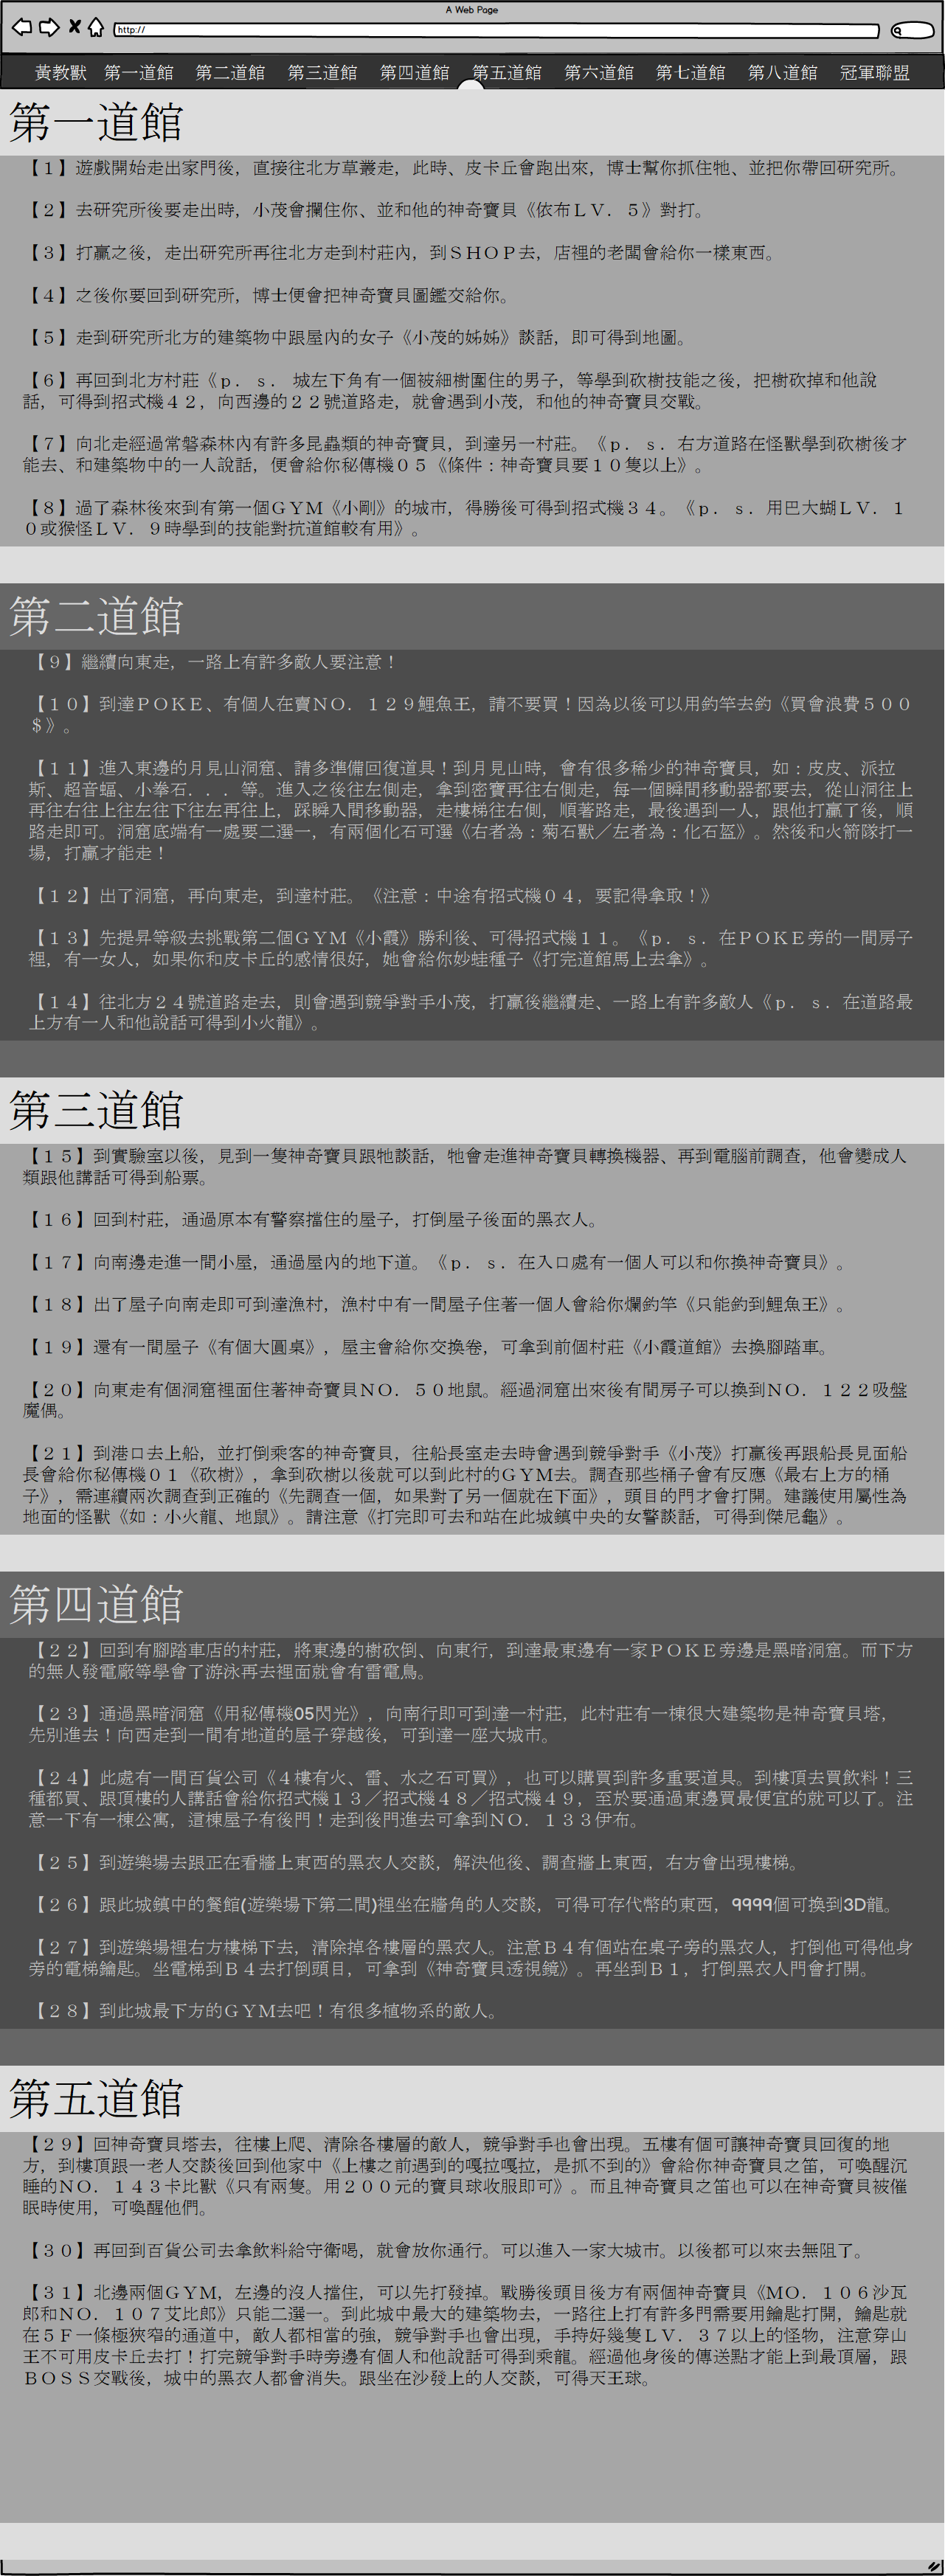 A Web Page
http://
黃教獸 第一道館 第二道館 第三道館 第四道館 第五道館 第六道館 第七道館 第八道館 冠軍聯盟
第一道館
【１】遊戲開始走出家門後，直接往北方草叢走，此時、皮卡丘會跑出來，博士幫你抓住牠、並把你帶回研究所。
【２】去研究所後要走出時，小茂會攔住你、並和他的神奇寶貝《依布ＬＶ．５》對打。
【３】打贏之後，走出研究所再往北方走到村莊內，到ＳＨＯＰ去，店裡的老闆會給你一樣東西。
【４】之後你要回到研究所，博士便會把神奇寶貝圖鑑交給你。
【５】走到研究所北方的建築物中跟屋內的女子《小茂的姊姊》談話，即可得到地圖。
【６】再回到北方村莊《ｐ．ｓ． 城左下角有一個被細樹圍住的男子，等學到砍樹技能之後，把樹砍掉和他說
話，可得到招式機４２，向西邊的２２號道路走，就會遇到小茂，和他的神奇寶貝交戰。
【７】向北走經過常磐森林內有許多昆蟲類的神奇寶貝，到達另一村莊。《ｐ．ｓ．右方道路在怪獸學到砍樹後才
能去、和建築物中的一人說話，便會給你秘傳機０５《條件：神奇寶貝要１０隻以上》。
【８】過了森林後來到有第一個ＧＹＭ《小剛》的城市，得勝後可得到招式機３４。《ｐ．ｓ．用巴大蝴ＬＶ．１
０或猴怪ＬＶ．９時學到的技能對抗道館較有用》。
第二道館
【９】繼續向東走，一路上有許多敵人要注意！
【１０】到達ＰＯＫＥ、有個人在賣ＮＯ．１２９鯉魚王，請不要買！因為以後可以用釣竿去釣《買會浪費５００
＄》。
【１１】進入東邊的月見山洞窟、請多準備回復道具！到月見山時，會有很多稀少的神奇寶貝，如：皮皮、派拉
斯、超音蝠、小拳石．．．等。進入之後往左側走，拿到密寶再往右側走，每一個瞬間移動器都要去，從山洞往上
再往右往上往左往下往左再往上，踩瞬入間移動器，走樓梯往右側，順著路走，最後遇到一人，跟他打贏了後，順
路走即可。洞窟底端有一處要二選一，有兩個化石可選《右者為：菊石獸／左者為：化石盔》。然後和火箭隊打一
場，打贏才能走！
【１２】出了洞窟，再向東走，到達村莊。《注意：中途有招式機０４，要記得拿取！》
【１３】先提昇等級去挑戰第二個ＧＹＭ《小霞》勝利後、可得招式機１１。《ｐ．ｓ．在ＰＯＫＥ旁的一間房子
裡，有一女人，如果你和皮卡丘的感情很好，她會給你妙蛙種子《打完道館馬上去拿》。
【１４】往北方２４號道路走去，則會遇到競爭對手小茂，打贏後繼續走、一路上有許多敵人《ｐ．ｓ．在道路最
上方有一人和他說話可得到小火龍》。
第三道館
【１５】到實驗室以後，見到一隻神奇寶貝跟牠談話，牠會走進神奇寶貝轉換機器、再到電腦前調查，他會變成人
類跟他講話可得到船票。
【１６】回到村莊，通過原本有警察擋住的屋子，打倒屋子後面的黑衣人。
【１７】向南邊走進一間小屋，通過屋內的地下道。《ｐ．ｓ．在入口處有一個人可以和你換神奇寶貝》。
【１８】出了屋子向南走即可到達漁村，漁村中有一間屋子住著一個人會給你爛釣竿《只能釣到鯉魚王》。
【１９】還有一間屋子《有個大圓桌》，屋主會給你交換卷，可拿到前個村莊《小霞道館》去換腳踏車。
【２０】向東走有個洞窟裡面住著神奇寶貝ＮＯ．５０地鼠。經過洞窟出來後有間房子可以換到ＮＯ．１２２吸盤
魔偶。
【２１】到港口去上船，並打倒乘客的神奇寶貝，往船長室走去時會遇到競爭對手《小茂》打贏後再跟船長見面船
長會給你秘傳機０１《砍樹》，拿到砍樹以後就可以到此村的ＧＹＭ去。調查那些桶子會有反應《最右上方的桶
子》，需連續兩次調查到正確的《先調查一個，如果對了另一個就在下面》，頭目的門才會打開。建議使用屬性為
地面的怪獸《如：小火龍、地鼠》。請注意《打完即可去和站在此城鎮中央的女警談話，可得到傑尼龜》。
第四道館
【２２】回到有腳踏車店的村莊，將東邊的樹砍倒、向東行，到達最東邊有一家ＰＯＫＥ旁邊是黑暗洞窟。而下方
的無人發電廠等學會了游泳再去裡面就會有雷電鳥。
【２３】通過黑暗洞窟《用秘傳機05閃光》，向南行即可到達一村莊，此村莊有一棟很大建築物是神奇寶貝塔，
先別進去！向西走到一間有地道的屋子穿越後，可到達一座大城市。
【２４】此處有一間百貨公司《４樓有火、雷、水之石可買》，也可以購買到許多重要道具。到樓頂去買飲料！三
種都買、跟頂樓的人講話會給你招式機１３／招式機４８／招式機４９，至於要通過東邊買最便宜的就可以了。注
意一下有一棟公寓，這棟屋子有後門！走到後門進去可拿到ＮＯ．１３３伊布。
【２５】到遊樂場去跟正在看牆上東西的黑衣人交談，解決他後、調查牆上東西，右方會出現樓梯。
【２６】跟此城鎮中的餐館(遊樂場下第二間)裡坐在牆角的人交談，可得可存代幣的東西，9999個可換到3D龍。
【２７】到遊樂場裡右方樓梯下去，清除掉各樓層的黑衣人。注意Ｂ４有個站在桌子旁的黑衣人，打倒他可得他身
旁的電梯鑰匙。坐電梯到Ｂ４去打倒頭目，可拿到《神奇寶貝透視鏡》。再坐到Ｂ１，打倒黑衣人門會打開。
【２８】到此城最下方的ＧＹＭ去吧！有很多植物系的敵人。
第五道館
【２９】回神奇寶貝塔去，往樓上爬、清除各樓層的敵人，競爭對手也會出現。五樓有個可讓神奇寶貝回復的地
方，到樓頂跟一老人交談後回到他家中《上樓之前遇到的嘎拉嘎拉，是抓不到的》會給你神奇寶貝之笛，可喚醒沉
睡的ＮＯ．１４３卡比獸《只有兩隻。用２００元的寶貝球收服即可》。而且神奇寶貝之笛也可以在神奇寶貝被催
眠時使用，可喚醒他們。
【３０】再回到百貨公司去拿飲料給守衛喝，就會放你通行。可以進入一家大城市。以後都可以來去無阻了。
【３１】北邊兩個ＧＹＭ，左邊的沒人擋住，可以先打發掉。戰勝後頭目後方有兩個神奇寶貝《ＭＯ．１０６沙瓦
郎和ＮＯ．１０７艾比郎》只能二選一。到此城中最大的建築物去，一路往上打有許多門需要用鑰匙打開，鑰匙就
在５Ｆ一條極狹窄的通道中，敵人都相當的強，競爭對手也會出現，手持好幾隻ＬＶ．３７以上的怪物，注意穿山
王不可用皮卡丘去打！打完競爭對手時旁邊有個人和他說話可得到乘龍。經過他身後的傳送點才能上到最頂層，跟
ＢＯＳＳ交戰後，城中的黑衣人都會消失。跟坐在沙發上的人交談，可得天王球。